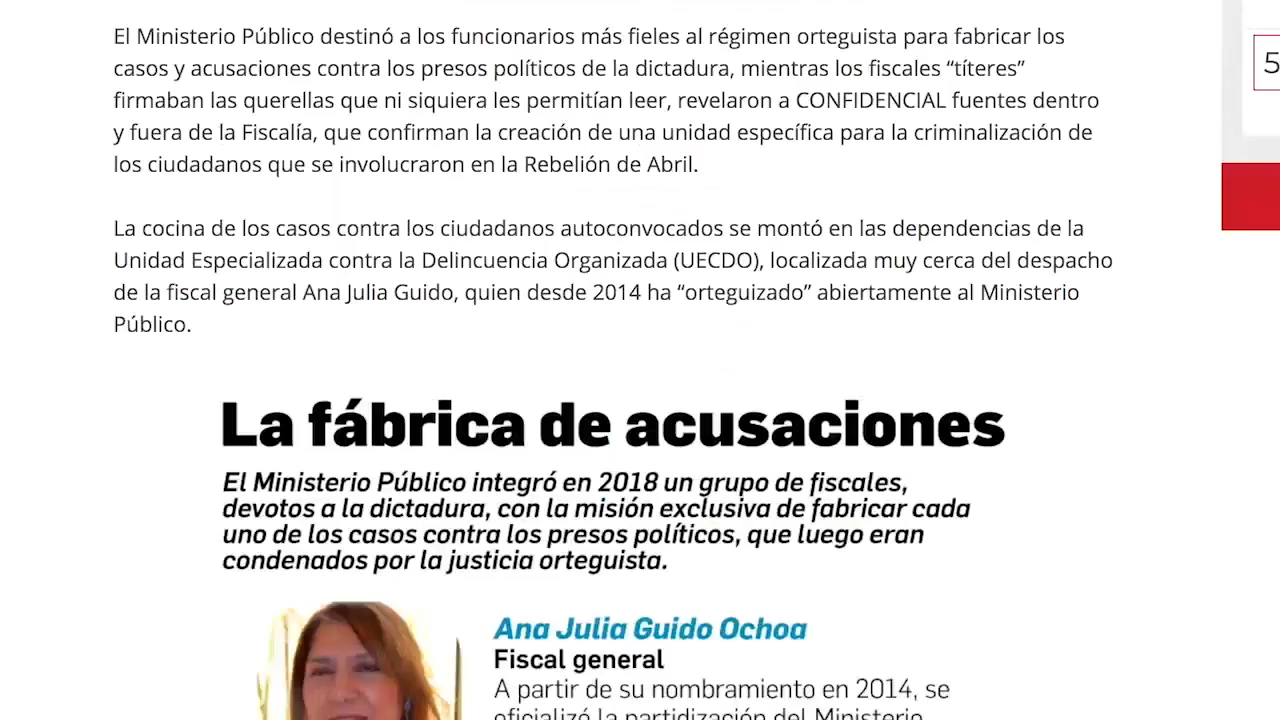 El Ministerio Público destinó a los funcionarios más fieles al régimen orteguista para fabricar los
casos y acusaciones contra los presos políticos de la dictadura, mientras los fiscales “títeres”
firmaban las querellas que ni siquiera les permitían leer, revelaron a CONFIDENCIAL fuentes dentro
y fuera de la Fiscalía, que confirman la creación de una unidad específica para la criminalización de
los ciudadanos que se involucraron en la Rebelión de Abril.
La cocina de los casos contra los ciudadanos autoconvocados se montó en las dependencias de la
Unidad Especializada contra la Delincuencia Organizada (UECDO), localizada muy cerca del despacho
de la fiscal general Ana Julia Guido, quien desde 2014 ha “orteguizado” abiertamente al Ministerio
Público.
5
La fábrica de acusaciones
El Ministerio Público integró en 2018 un grupo de fiscales,
devotos a la dictadura, con la misión exclusiva de fabricar cada
uno de los casos contra los presos políticos, que luego eran
condenados por la justicia orteguista.
Ana Julia Guido Ochoa
Fiscal general
A partir de su nombramiento en 2014, se
oficializó la partidización del Ministerio